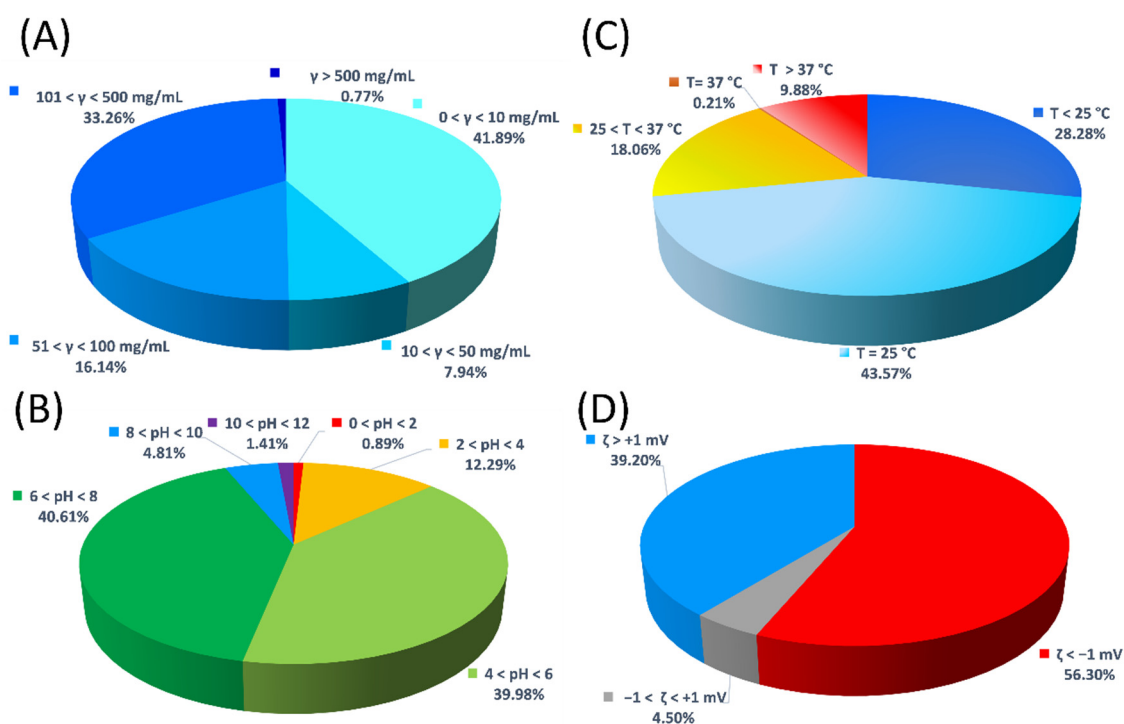 (A)
γ > 500 mg/mL
0.77%
101 < γ < 500 mg/mL
33.26%
0 < γ < 10 mg/mL
41.89%
51 < γ < 100 mg/mL
16.14%
10 < γ < 50 mg/mL
7.94%
(C)
T > 37 °C
9.88%
T= 37 °C
0.21%
T < 25 °C
28.28%
25 < T < 37 °C
18.06%
T = 25 °C
43.57%
(B)
10 < pH < 12
1.41%
0 < pH < 2
0.89%
8 < pH < 10
4.81%
2 < pH < 4
12.29%
6 < pH < 8
40.61%
4 < pH < 6
39.98%
(D)
ζ > +1 mV
39.20%
ζ < −1 mV
56.30%
−1 < ζ < +1 mV
4.50%